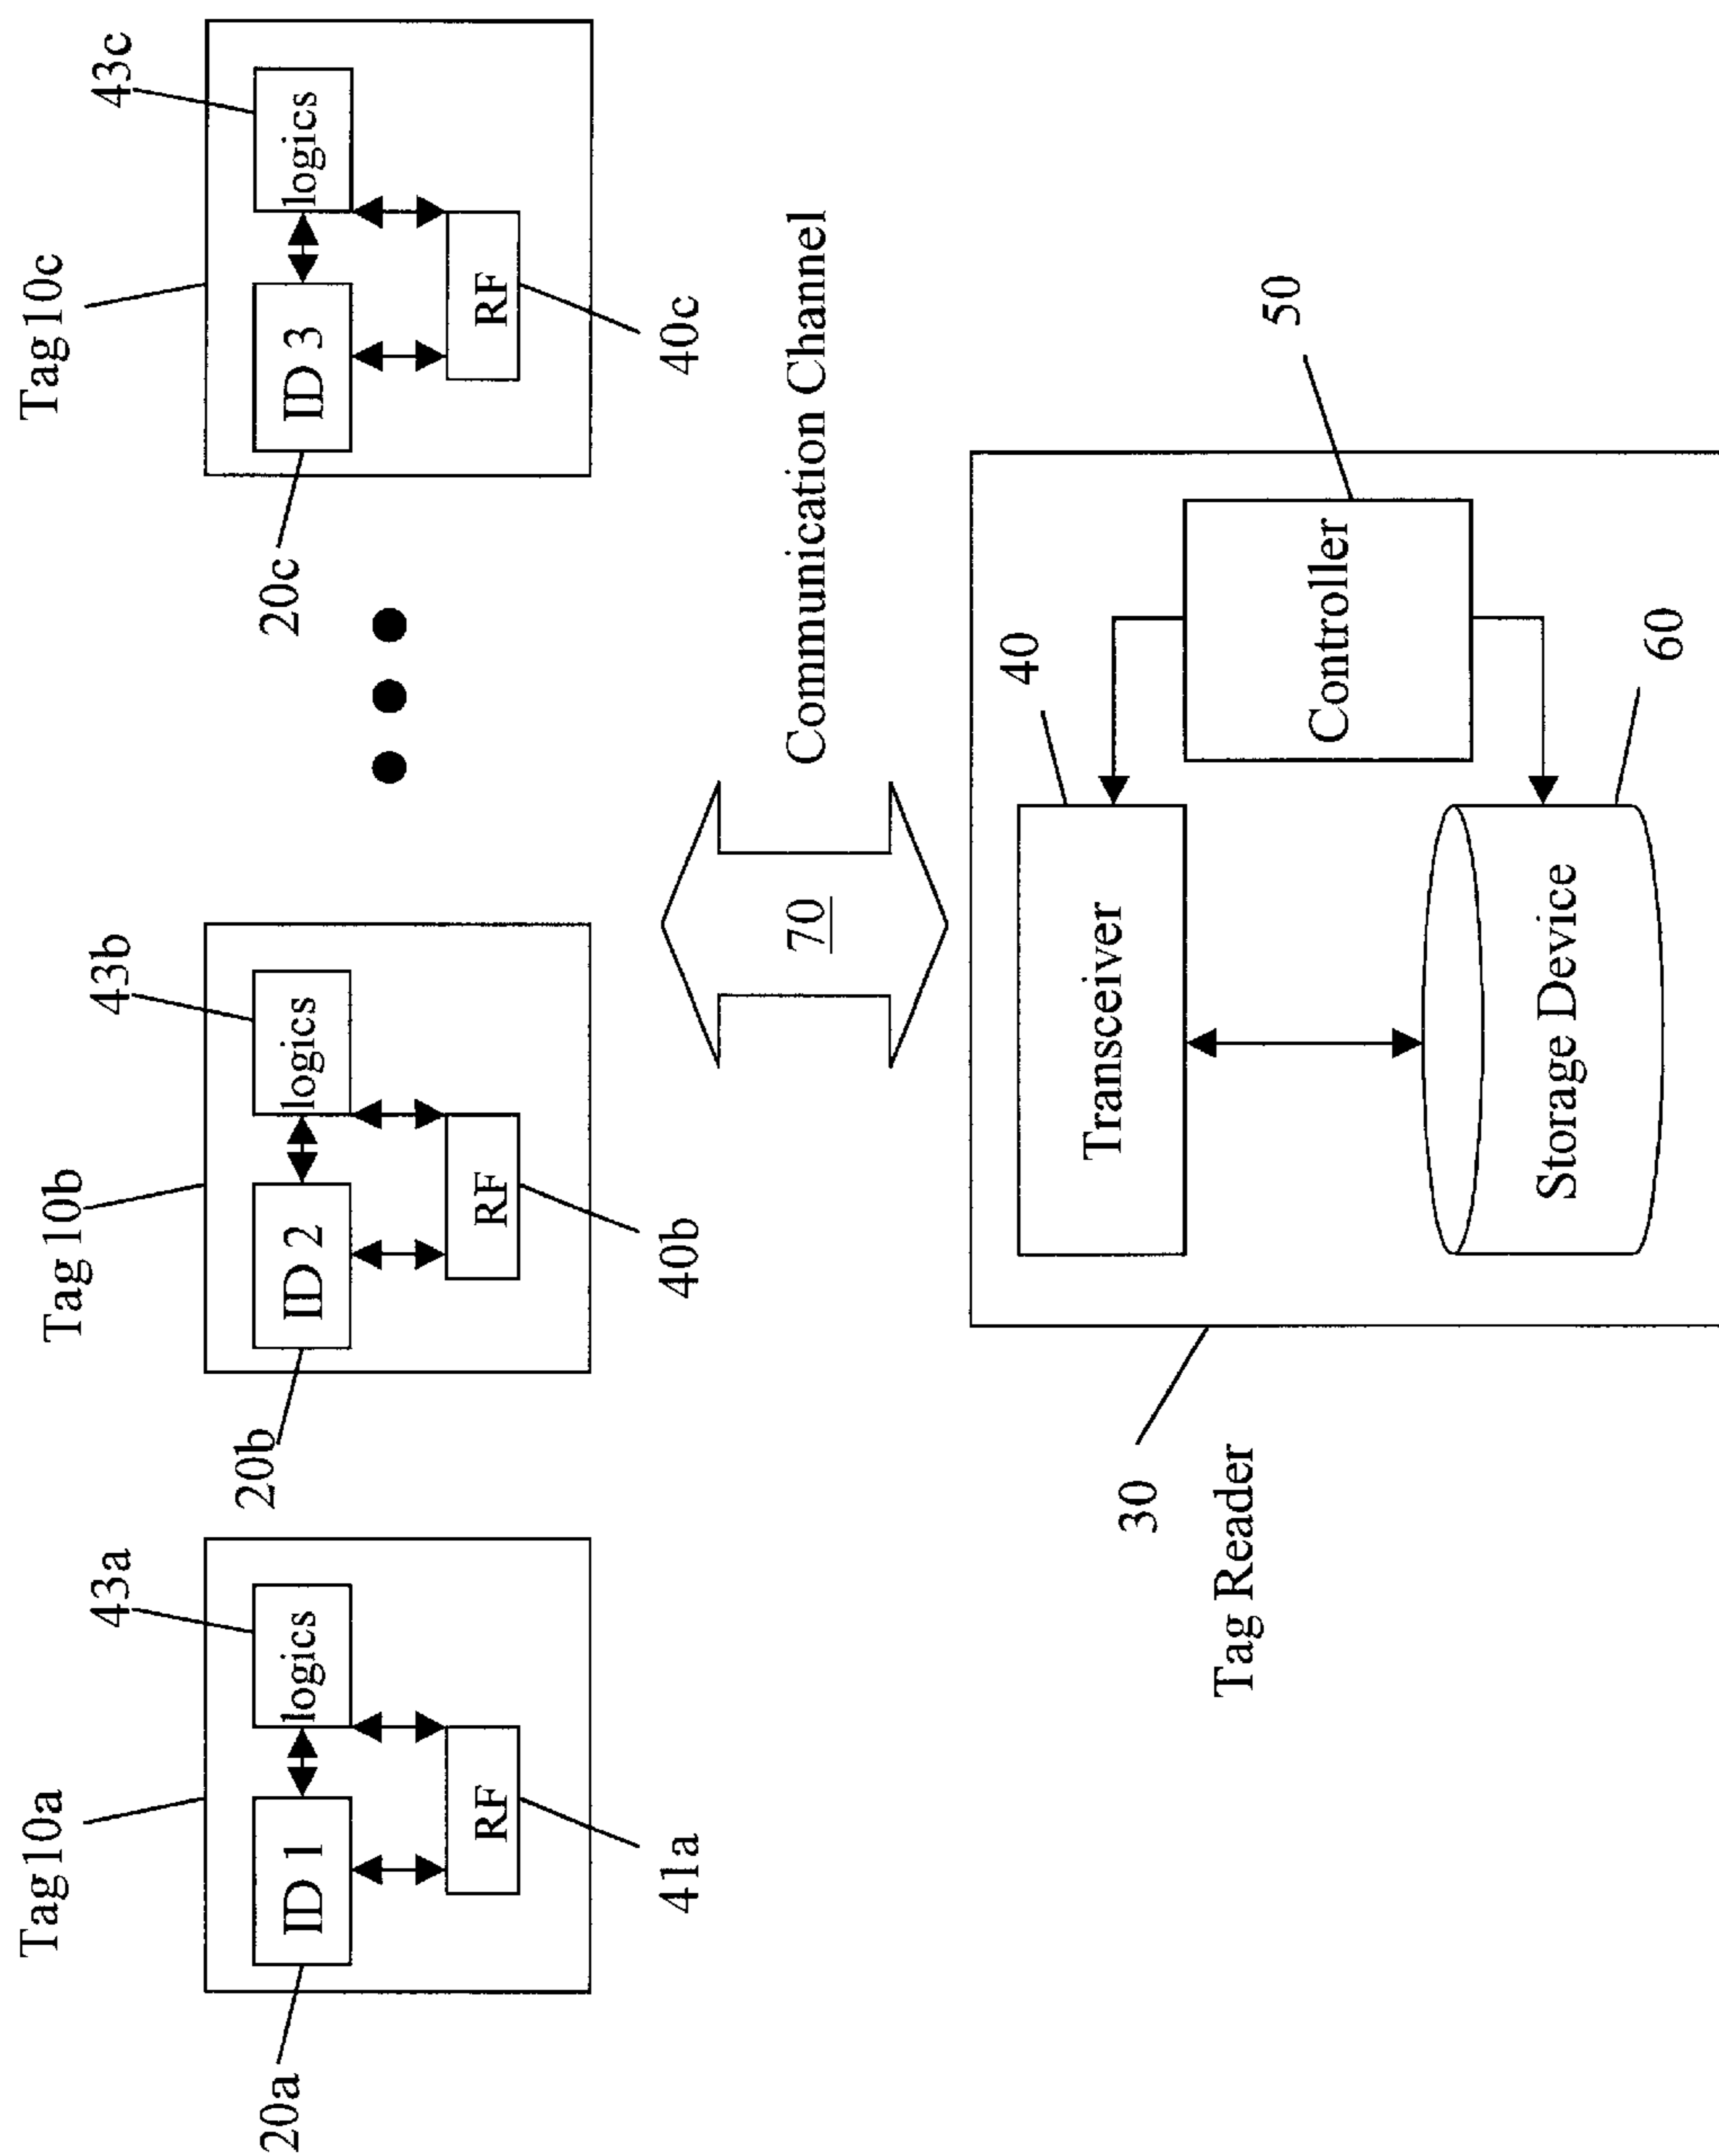 Tag10a
Tag 10b
Tag 10c
43a
43b
43c
20a
ID 1
logics
20b
ID 2
logics
20c
ID 3
logics
RF
RF
RF
41a
40b
40c
70
Communication Channel
30
Tag Reader
Transceiver
40
Controller
50
Storage Device
60